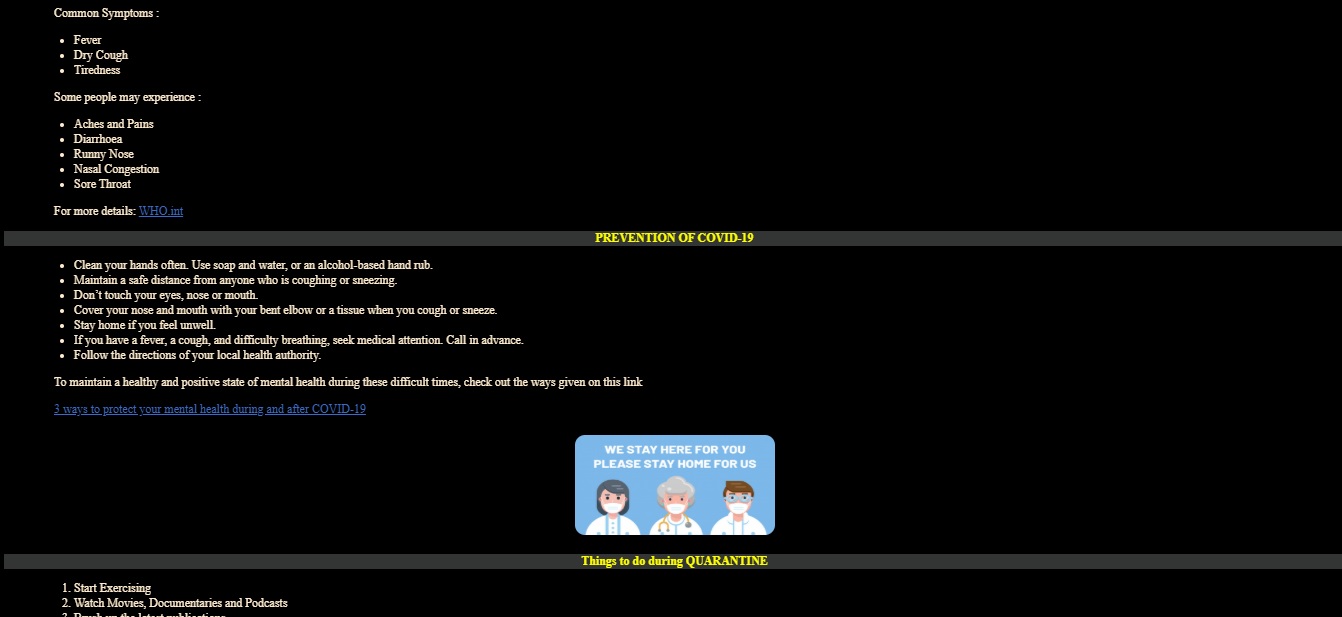 Common Symptoms :
Fever
Dry Cough
Tiredness
Some people may experience :
Aches and Pains
Diarrhoea
Runny Nose
Nasal Congestion
Sore Throat
For more details: WHO.int
PREVENTION OF COVID-19
Clean your hands often. Use soap and water, or an alcohol-based hand rub.
Maintain a safe distance from anyone who is coughing or sneezing.
Don’t touch your eyes, nose or mouth.
Cover your nose and mouth with your bent elbow or a tissue when you cough or sneeze.
Stay home if you feel unwell.
If you have a fever, a cough, and difficulty breathing, seek medical attention. Call in advance.
Follow the directions of your local health authority.
To maintain a healthy and positive state of mental health during these difficult times, check out the ways given on this link
3 ways to protect your mental health during and after COVID-19
WE STAY HERE FOR YOU
PLEASE STAY HOME FOR US
Things to do during QUARANTINE
1. Start Exercising
2. Watch Movies, Documentaries and Podcasts
3. Brush up the latest publications